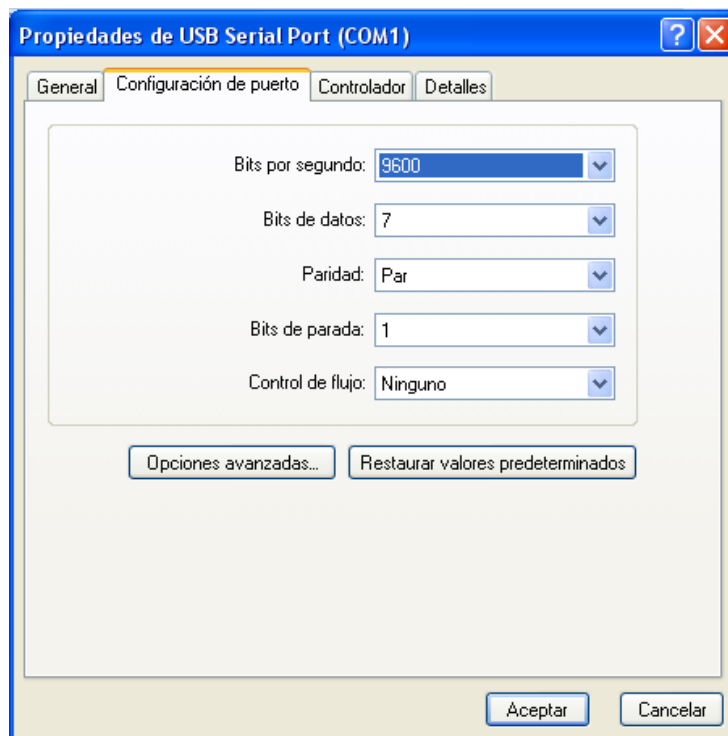 Propiedades de USB Serial Port (COM1)
General Configuración de puerto Controlador Detalles
Bits por segundo: 9600
Bits de datos: 7
Paridad: Par
Bits de parada: 1
Control de flujo: Ninguno
Opciones avanzadas... Restaurar valores predeterminados
Aceptar Cancelar